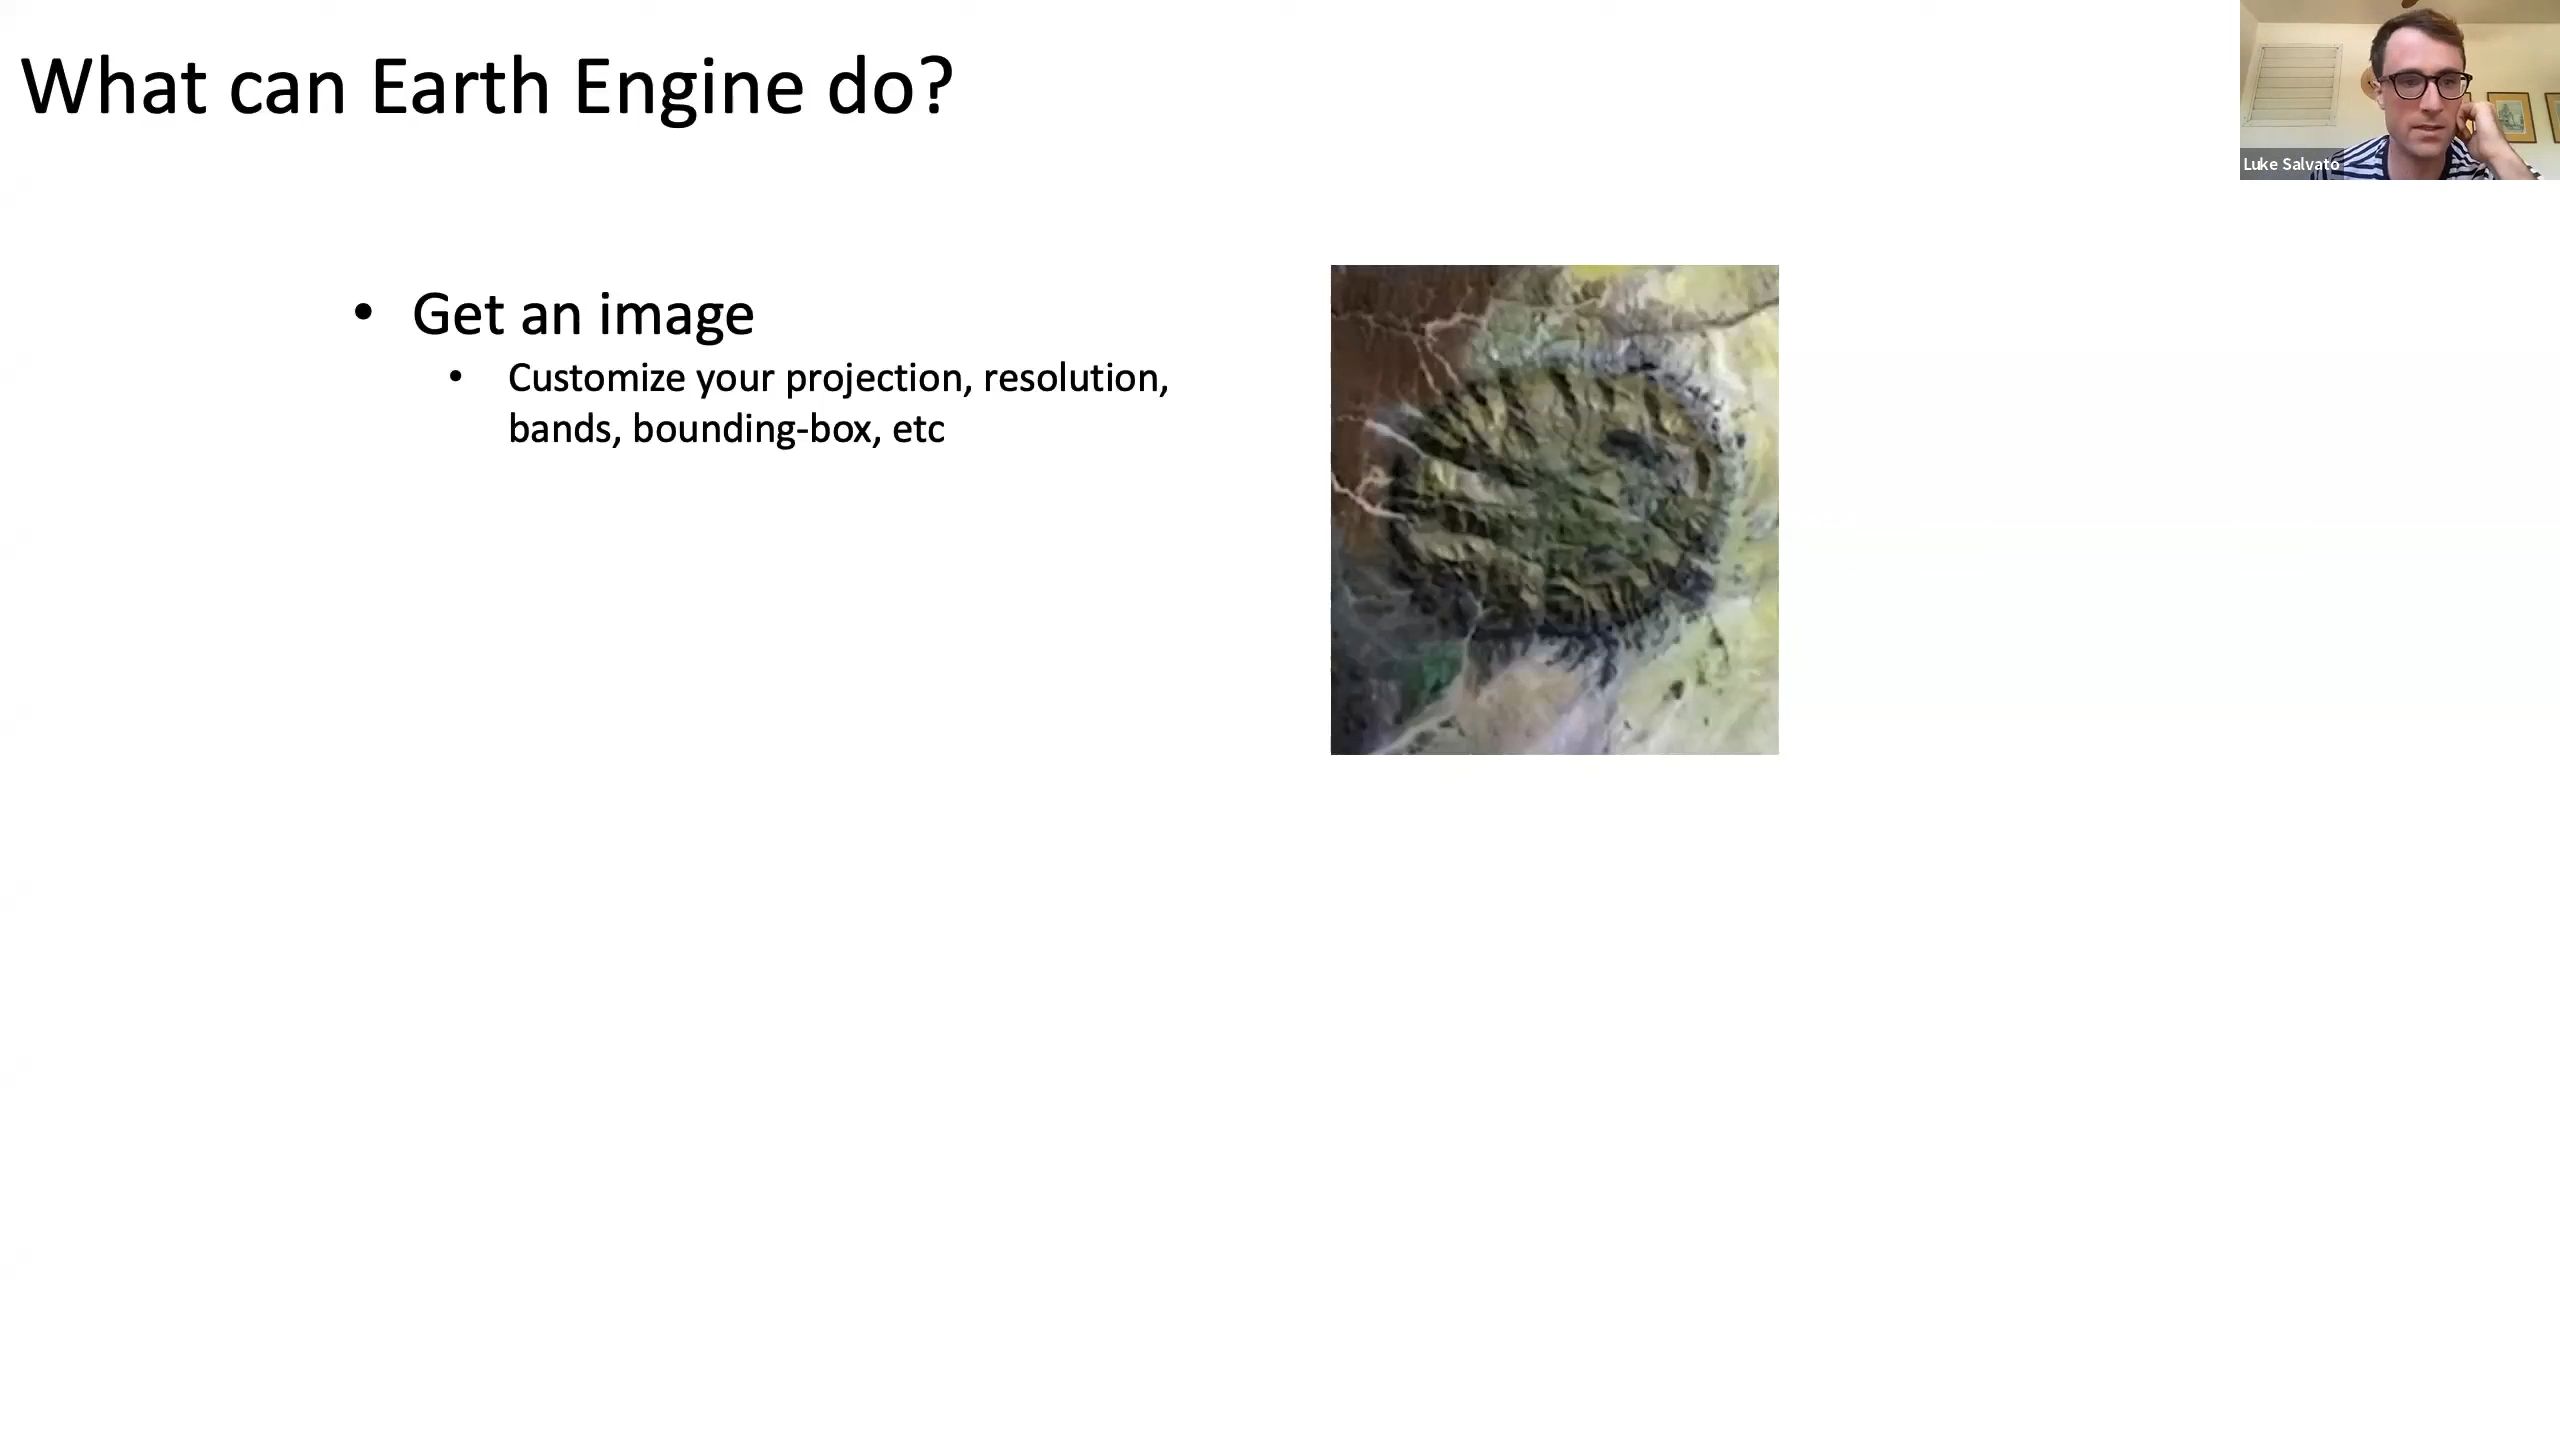 What can Earth Engine do?
Luke Salvato
• Get an image
• Customize your projection, resolution,
bands, bounding-box, etc